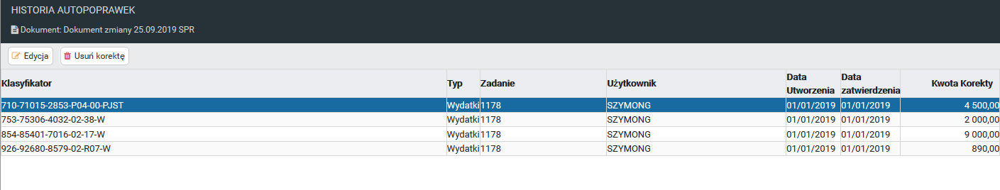 HISTORIA AUTOPOPRAWEK
Dokument: Dokument zmiany 25.09.2019 SPR
Edycja Usuń korektę
Klasyfikator Typ Zadanie Użytkownik Data Utworzenia Data zatwierdzenia Kwota Korekty
710-71015-2853-P04-00-PJST Wydatki 1178 SZYMONG 01/01/2019 01/01/2019 4 500,00
753-75306-4032-02-38-W Wydatki 1178 SZYMONG 01/01/2019 01/01/2019 2 000,00
854-85401-7016-02-17-W Wydatki 1178 SZYMONG 01/01/2019 01/01/2019 9 000,00
926-92680-8579-02-R07-W Wydatki 1178 SZYMONG 01/01/2019 01/01/2019 890,00